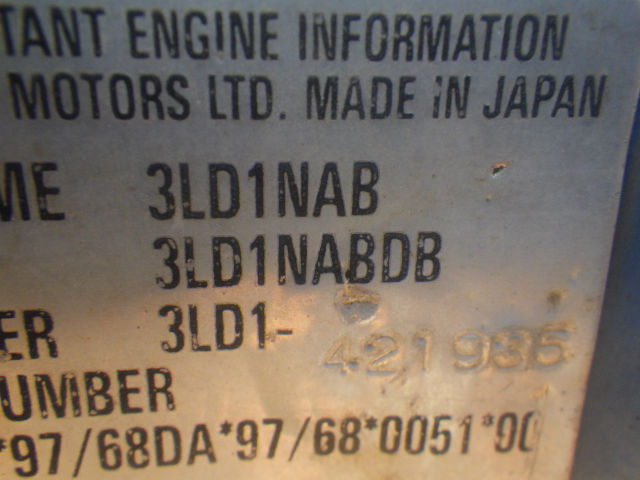 TANT ENGINE INFORMATION
MOTORS LTD. MADE IN JAPAN
ME 3LD1NAB
3LD1NABDB
ER 3LD1- 421935
UMBER
*97/68DA*97/68*0051*00